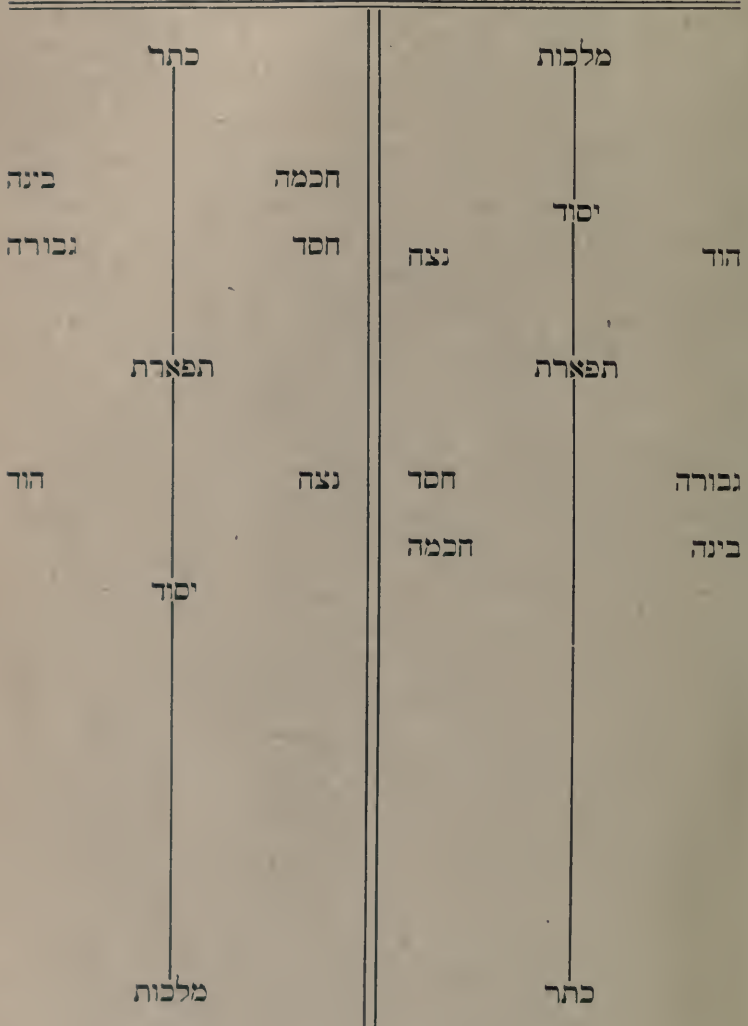 מלכות
יסוד
הוד נצח
תפארת
גבורה חסד
בינה חכמה
כתר
כתר
חכמה בינה
חסד גבורה
תפארת
נצח הוד
יסוד
מלכות